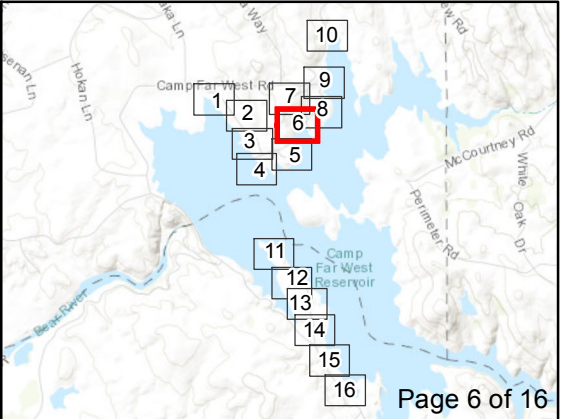 10
9
Camp Far West Rd
7
1
8
2
6
3
5
4
Hokan Ln
McCourtney Rd
White Oak Dr
Perimeter Rd
11
Camp
Far West
Reservoir
12
13
Bear River
14
15
16
Page 6 of 16